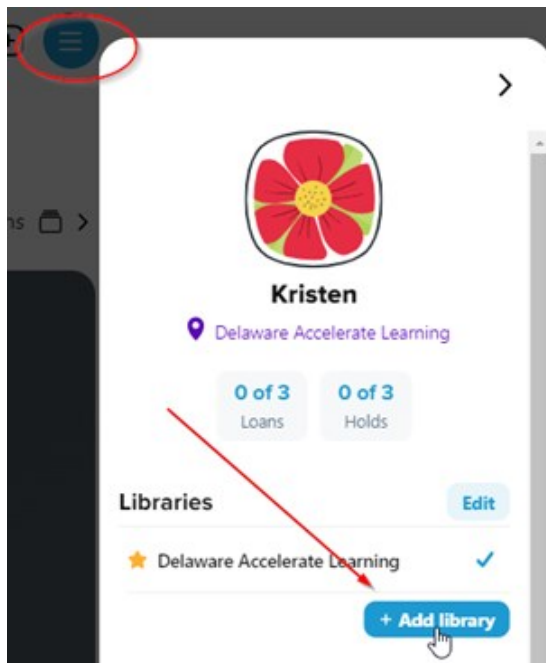 ns
Kristen
Delaware Accelerate Learning
0 of 3
Loans
0 of 3
Holds
Libraries
Edit
Delaware Accelerate Learning
+ Add library